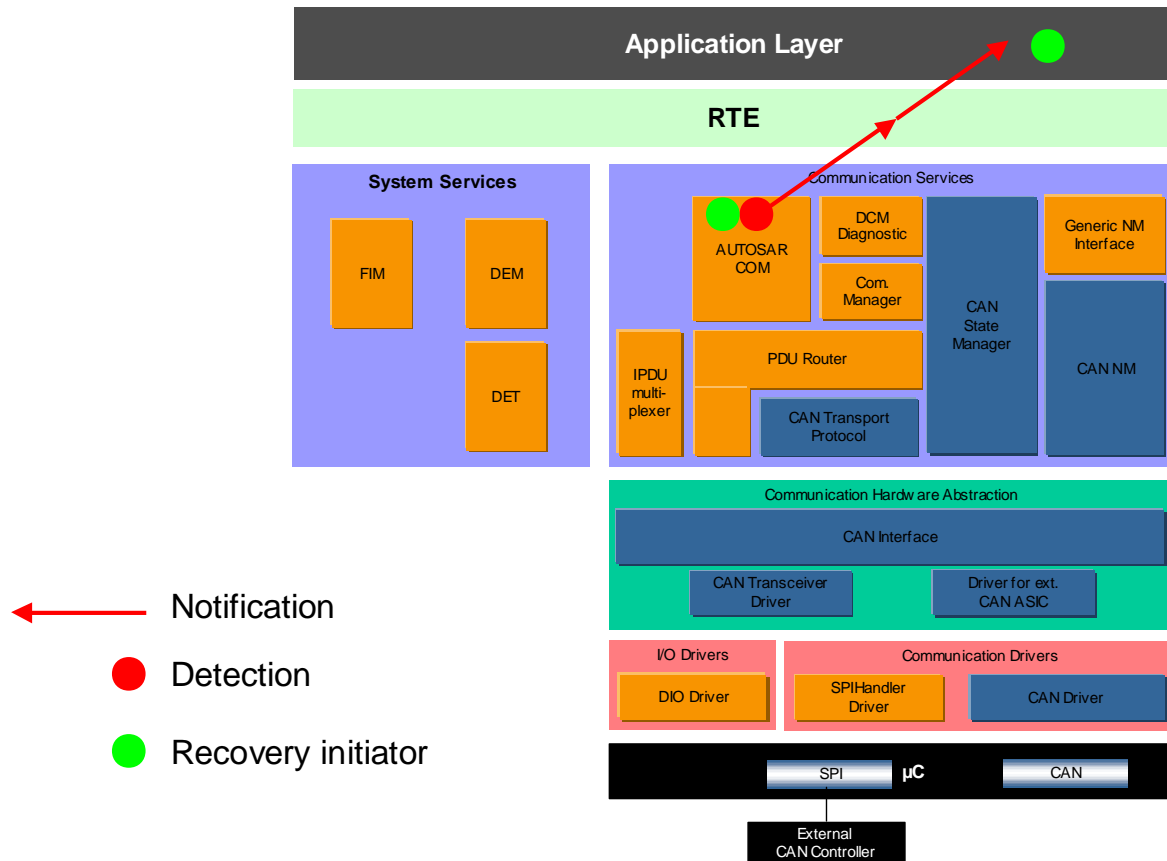 Application Layer
RTE
System Services
FIM
DEM
DET
Communication Services
AUTOSAR
COM
DCM
Diagnostic
Com.
Manager
CAN
State
Manager
Generic NM
Interface
CAN NM
IPDU
multi-
plexer
PDU Router
CAN Transport
Protocol
Communication Hardware Abstraction
CAN Interface
CAN Transceiver
Driver
Driver for ext.
CAN ASIC
I/O Drivers
DIO Driver
Communication Drivers
SPIHandler
Driver
CAN Driver
SPI
µC
CAN
External
CAN Controller
Notification
Detection
Recovery initiator